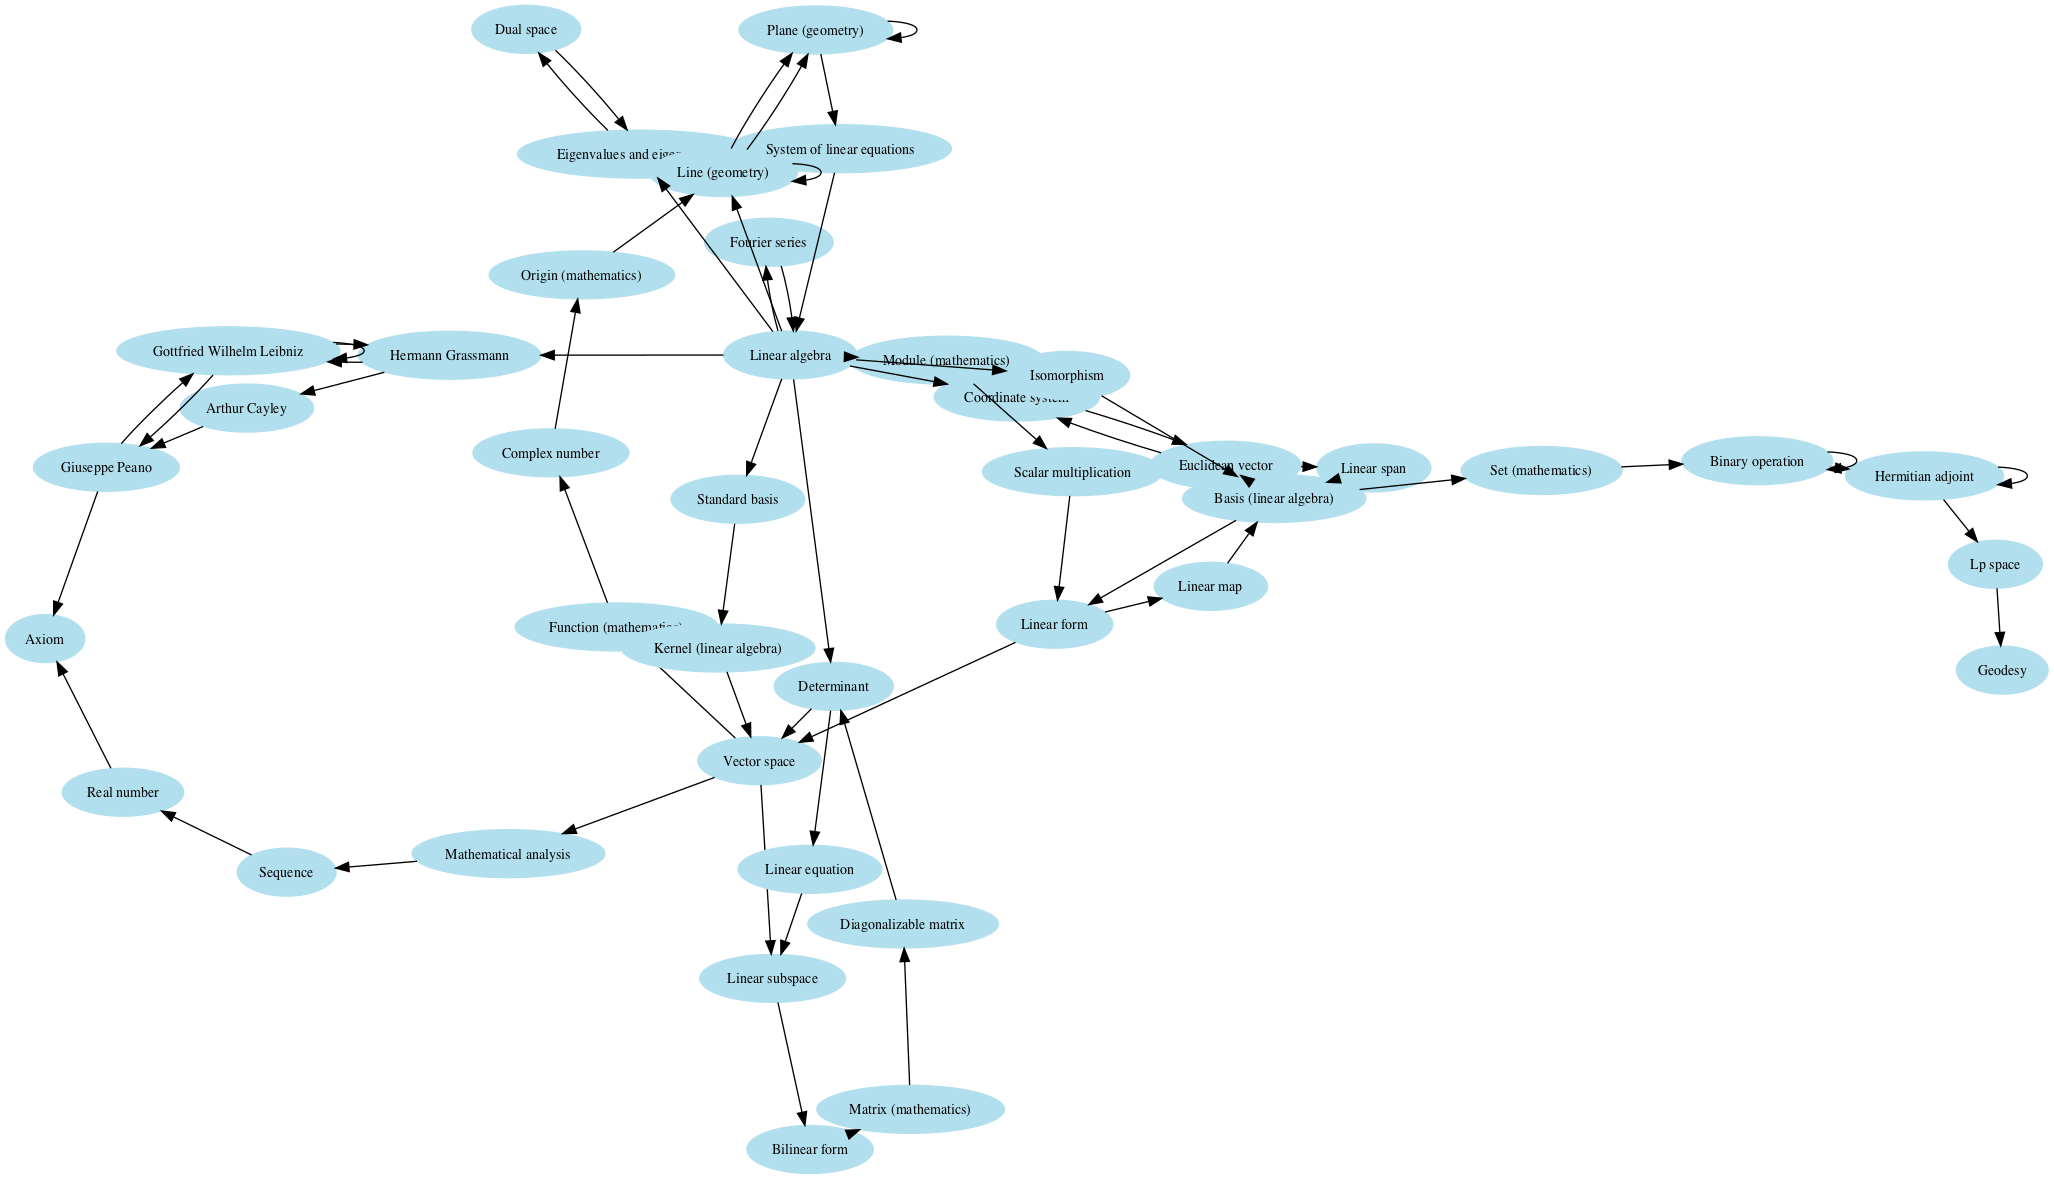 Dual space
Plane (geometry)
Eigenvalues and
System of linear equations
Line (geometry)
Fourier series
Origin (mathematics)
Gottfried Wilhelm Leibniz
Hermann Grassmann
Linear algebra
Module (mathematics)
Isomorphism
Coordinate
Arthur Cayley
Complex number
Giuseppe Peano
Standard basis
Scalar multiplication
Euclidean vector
Linear span
Basis (linear algebra)
Set (mathematics)
Binary operation
Hermitian adjoint
Lp space
Linear map
Linear form
Axiom
Function (mathematics)
Kernel (linear algebra)
Determinant
Geodesy
Vector space
Real number
Mathematical analysis
Sequence
Linear equation
Diagonalizable matrix
Linear subspace
Matrix (mathematics)
Bilinear form